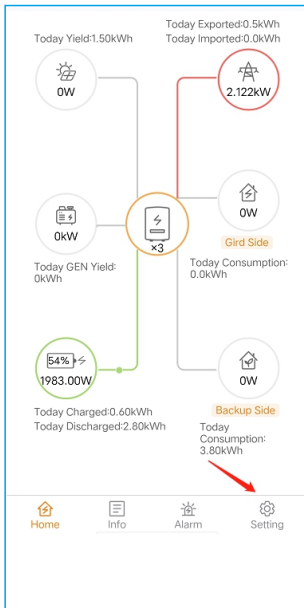 Today Exported:0.5kWh
Today Yield:1.50kWh
Today Imported:0.0kWh
0W
2.122kW
0kW
×3
0W
Gird Side
Today GEN Yield:
0kWh
Today Consumption:
0.0kWh
54%
1983.00W
0W
Backup Side
Today Charged:0.60kWh
Today Discharged:2.80kWh
Today
Consumption:
3.80kWh
Home
Info
Alarm
Setting